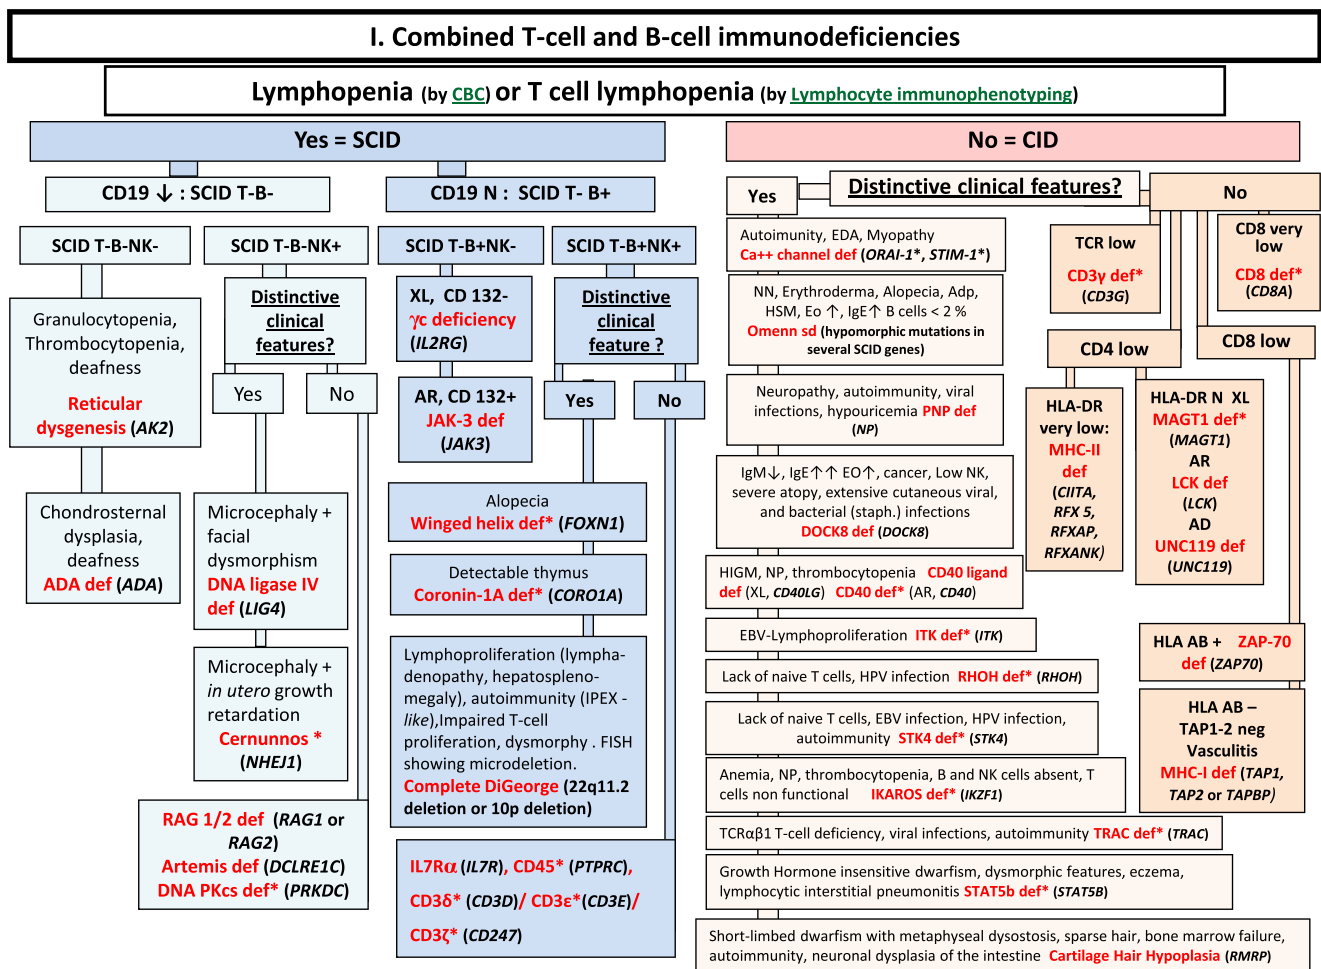 I. Combined T-cell and B-cell immunodeficiencies
Lymphopenia (by CBC) or T cell lymphopenia (by Lymphocyte immunophenotyping)
Yes = SCID
CD19 ↓ : SCID T-B-
CD19 N : SCID T- B+
SCID T-B-NK-
Granulocytopenia,
Thrombocytopenia,
deafness
Reticular
dysgenesis (AK2)
Chondrosternal
dysplasia,
deafness
ADA def (ADA)
SCID T-B-NK+
Distinctive
clinical
features?
Yes
No
Microcephaly +
facial
dysmorphism
DNA ligase IV
def (LIG4)
Microcephaly +
in utero growth
retardation
Cernunnos *
(NHEJ1)
RAG 1/2 def (RAG1 or
RAG2)
Artemis def (DCLRE1C)
DNA PKcs def* (PRKDC)
SCID T-B+NK-
XL, CD 132-
γc deficiency
(IL2RG)
AR, CD 132+
JAK-3 def
(JAK3)
SCID T-B+NK+
Distinctive
clinical
feature ?
Yes
No
Alopecia
Winged helix def* (FOXN1)
Detectable thymus
Coronin-1A def* (CORO1A)
Lymphoproliferation (lympha-
denopathy, hepatospleno-
megaly), autoimmunity (IPEX -
like),Impaired T-cell
proliferation, dysmorphy . FISH
showing microdeletion.
Complete DiGeorge (22q11.2
deletion or 10p deletion)
IL7Rα (IL7R), CD45* (PTPRC),
CD3δ* (CD3D)/ CD3ε*(CD3E)/
CD3ζ* (CD247)
No = CID
Distinctive clinical features?
Yes
No
Autoimunity, EDA, Myopathy
Ca++ channel def (ORAI-1*, STIM-1*)
NN, Erythroderma, Alopecia, Adp,
HSM, Eo ↑, IgE↑ B cells < 2 %
Omenn sd (hypomorphic mutations in
several SCID genes)
Neuropathy, autoimmunity, viral
infections, hypouricemia PNP def
(NP)
IgM↓, IgE↑↑ EO↑, cancer, Low NK,
severe atopy, extensive cutaneous viral,
and bacterial (staph.) infections
DOCK8 def (DOCK8)
HIGM, NP, thrombocytopenia CD40 ligand
def (XL, CD40LG) CD40 def* (AR, CD40)
EBV-Lymphoproliferation ITK def* (ITK)
Lack of naive T cells, HPV infection RHOH def* (RHOH)
Lack of naive T cells, EBV infection, HPV infection,
autoimmunity STK4 def* (STK4)
Anemia, NP, thrombocytopenia, B and NK cells absent, T
cells non functional IKAROS def* (IKZF1)
TCRαβ1 T-cell deficiency, viral infections, autoimmunity TRAC def* (TRAC)
Growth Hormone insensitive dwarfism, dysmorphic features, eczema,
lymphocytic interstitial pneumonitis STAT5b def* (STAT5B)
Short-limbed dwarfism with metaphyseal dysostosis, sparse hair, bone marrow failure,
autoimmunity, neuronal dysplasia of the intestine Cartilage Hair Hypoplasia (RMRP)
TCR low
CD3γ def*
(CD3G)
CD8 very
low
CD8 def*
(CD8A)
CD4 low
CD8 low
HLA-DR
very low:
MHC-II
def
(CIITA,
RFX 5,
RFXAP,
RFXANK)
HLA-DR N XL
MAGT1 def*
(MAGT1)
AR
LCK def
(LCK)
AD
UNC119 def
(UNC119)
HLA AB + ZAP-70
def (ZAP70)
HLA AB –
TAP1-2 neg
Vasculitis
MHC-I def (TAP1,
TAP2 or TAPBP)